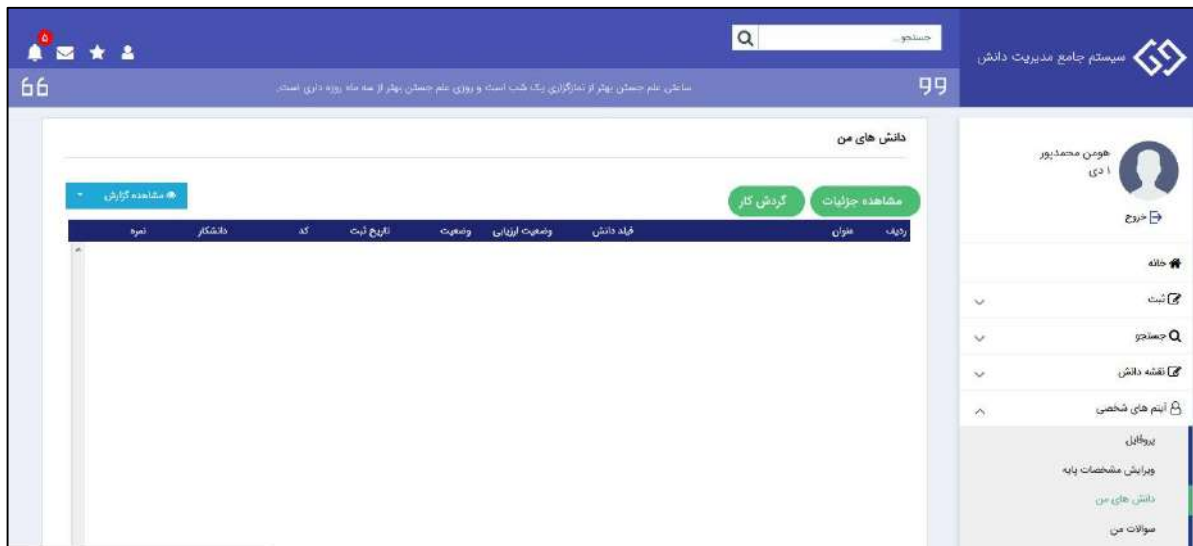 سیستم جامع مدیریت دانش
جستجو...
۵
ساعتی علم جستن بهتر از نمازگزاری یک شب است و روزی علم جستن بهتر از سه ماه روزه داری است.
هومن محمدپور
۱ دی
خروج
خانه
ثبت
جستجو
نقشه دانش
آیتم های شخصی
پروفایل
ویرایش مشخصات پایه
دانش های من
سوالات من
دانش های من
مشاهده جزئیات
گردش کار
مشاهده گزارش
ردیف عنوان فیلد دانش وضعیت ارزیابی وضعیت تاریخ ثبت کد دانشکار نمره